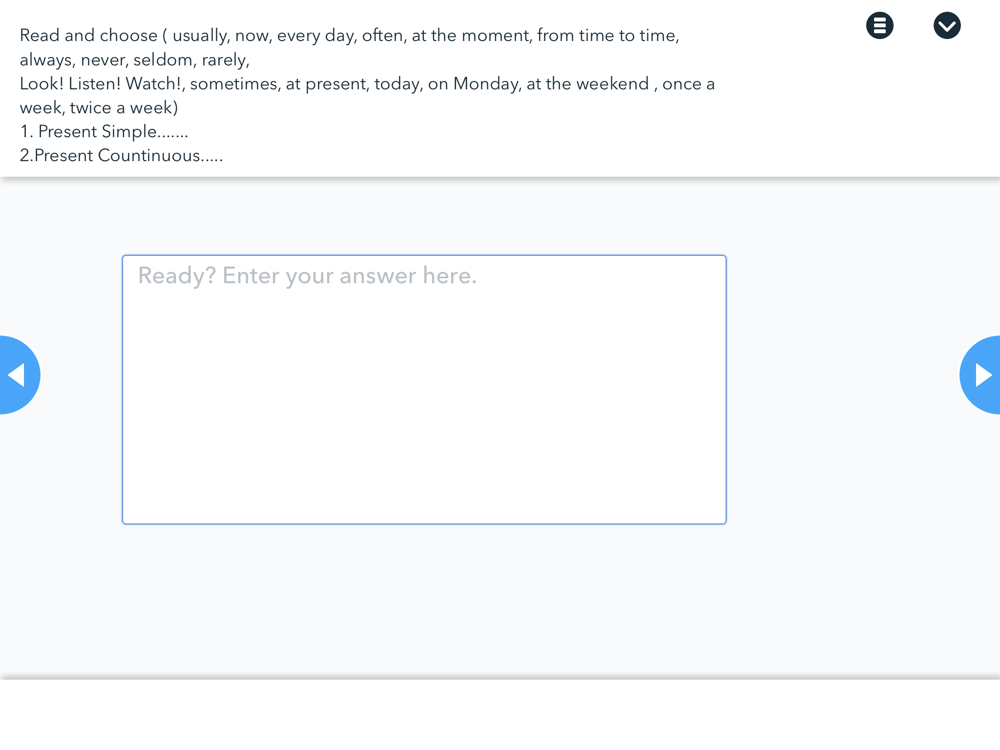 Read and choose ( usually, now, every day, often, at the moment, from time to time,
always, never, seldom, rarely,
Look! Listen! Watch!, sometimes, at present, today, on Monday, at the weekend , once a
week, twice a week)
1. Present Simple.......
2.Present Countinuous.....
Ready? Enter your answer here.